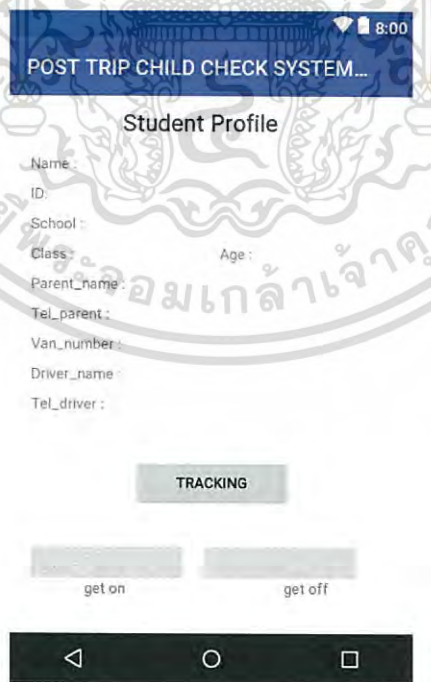 8:00
POST TRIP CHILD CHECK SYSTEM...
Student Profile
Name :
ID:
School :
Class : Age :
Parent_name :
Tel_parent :
Van_number :
Driver_name :
Tel_driver :
TRACKING
get on get off